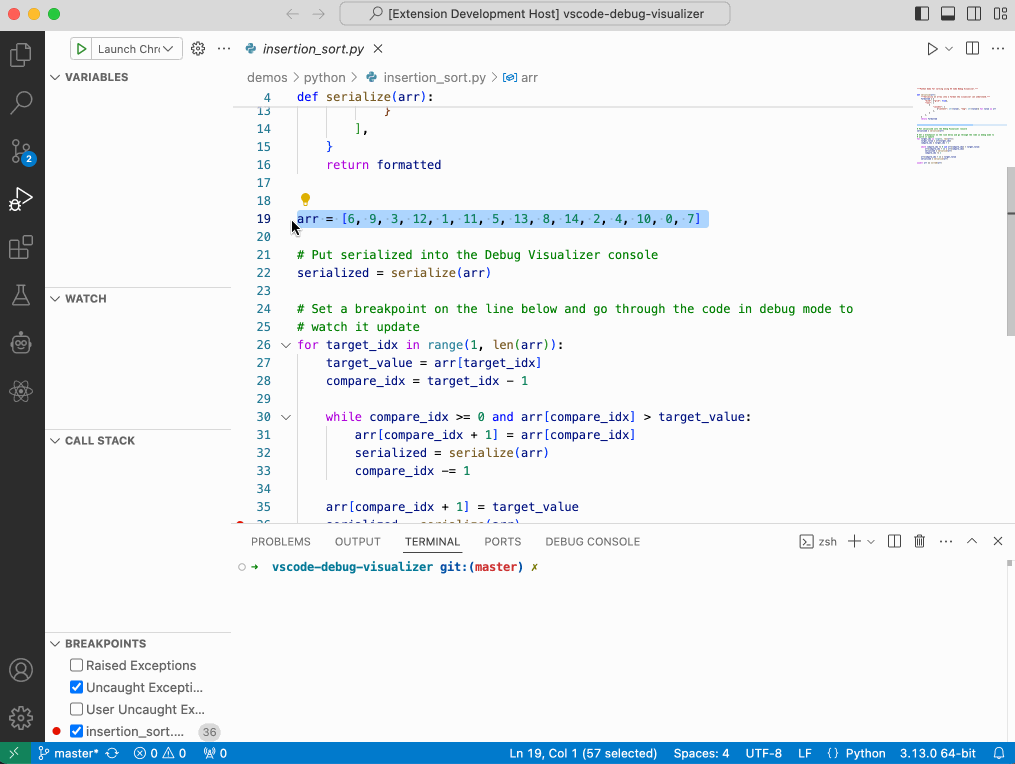 [Extension Development Host] vscode-debug-visualizer
Launch Chr
insertion_sort.py
VARIABLES
demos > python > insertion_sort.py > arr
4 def serialize(arr):
13 }
14 ],
15 }
16 return formatted
17
18
19 arr = [6, 9, 3, 12, 1, 11, 5, 13, 8, 14, 2, 4, 10, 0, 7]
20
21 # Put serialized into the Debug Visualizer console
22 serialized = serialize(arr)
23
24 # Set a breakpoint on the line below and go through the code in debug mode to
25 # watch it update
26 for target_idx in range(1, len(arr)):
27 target_value = arr[target_idx]
28 compare_idx = target_idx - 1
29
30 while compare_idx >= 0 and arr[compare_idx] > target_value:
31 arr[compare_idx + 1] = arr[compare_idx]
32 serialized = serialize(arr)
33 compare_idx -= 1
34
35 arr[compare_idx + 1] = target_value
36 serialized = serialize(arr)
2
WATCH
CALL STACK
PROBLEMS OUTPUT TERMINAL PORTS DEBUG CONSOLE
zsh
vscode-debug-visualizer git:(master) ✗
BREAKPOINTS
Raised Exceptions
Uncaught Excepti...
User Uncaught Ex...
insertion_sort.... 36
master* 0 0 0 Ln 19, Col 1 (57 selected) Spaces: 4 UTF-8 LF {} Python 3.13.0 64-bit